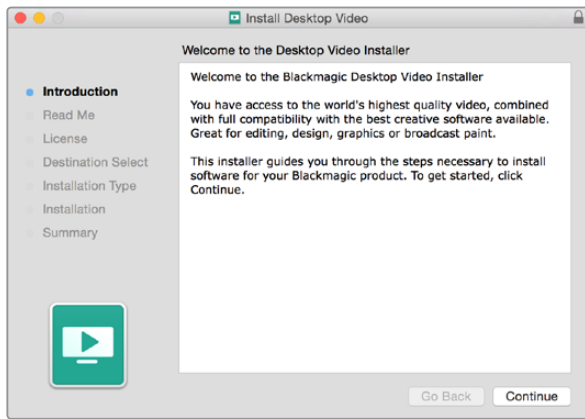 Install Desktop Video
Welcome to the Desktop Video Installer
Introduction
Read Me
License
Destination Select
Installation Type
Installation
Summary
Welcome to the Blackmagic Desktop Video Installer
You have access to the world's highest quality video, combined
with full compatibility with the best creative software available.
Great for editing, design, graphics or broadcast paint.
This installer guides you through the steps necessary to install
software for your Blackmagic product. To get started, click
Continue.
Go Back
Continue